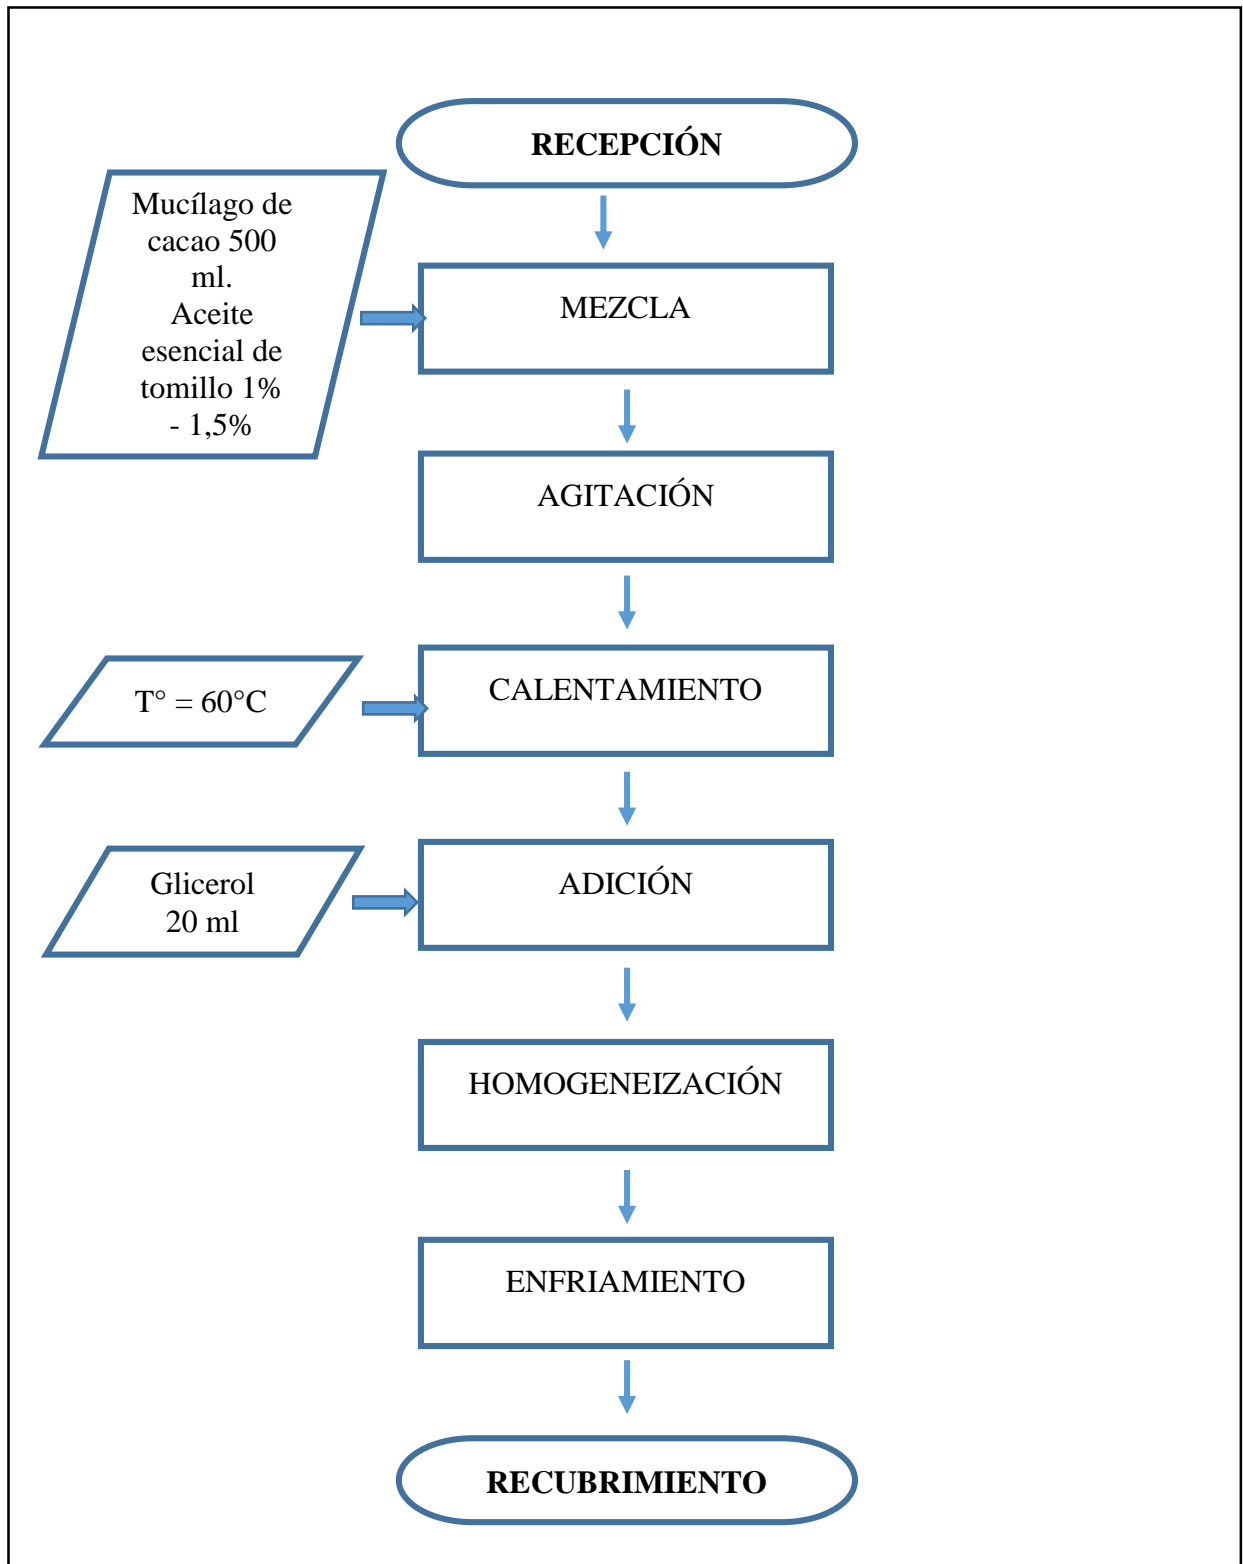 RECEPCIÓN
Mucílago de
cacao 500
ml.
Aceite
esencial de
tomillo 1%
- 1,5%
MEZCLA
AGITACIÓN
T° = 60°C
CALENTAMIENTO
Glicerol
20 ml
ADICIÓN
HOMOGENEIZACIÓN
ENFRIAMIENTO
RECUBRIMIENTO